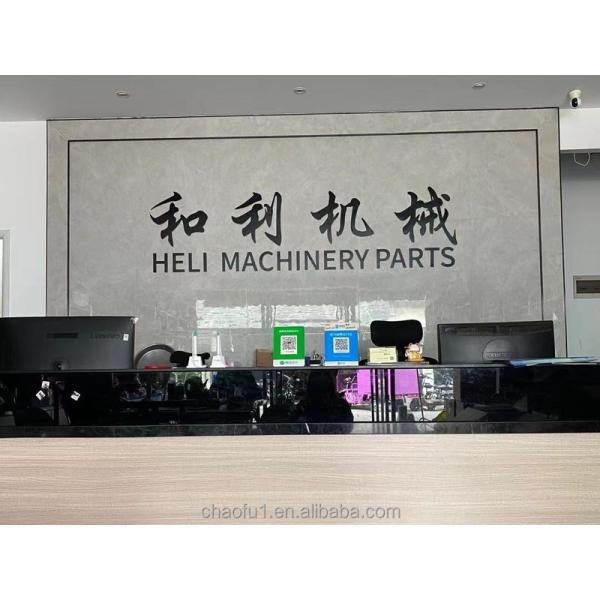 和利机械
HELI MACHINERY PARTS
chaofu1.en.alibaba.com